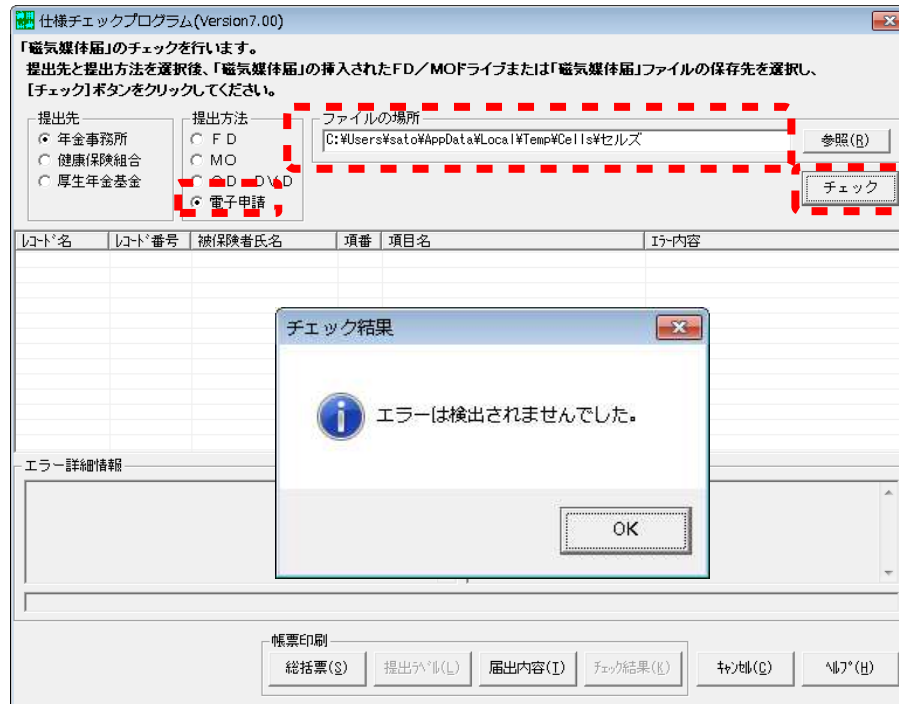 仕様チェックプログラム(Version7.00)
「磁気媒体届」のチェックを行います。
提出先と提出方法を選択後、「磁気媒体届」の挿入されたFD/MOドライブまたは「磁気媒体届」ファイルの保存先を選択し、
[チェック]ボタンをクリックしてください。
提出先
年金事務所
健康保険組合
厚生年金基金
提出方法
FD
MO
CD・DVD
電子申請
ファイルの場所
C:¥Users¥sato¥AppData¥Local¥Temp¥Cells¥セルズ
参照(R)
チェック
ﾚｺｰﾄﾞ名 ﾚｺｰﾄﾞ番号 被保険者氏名 項番 項目名 ｴﾗｰ内容
チェック結果
エラーは検出されませんでした。
OK
エラー詳細情報
帳票印刷
総括票(S) 提出ﾗﾍﾞﾙ(L) 届出内容(I) ﾁｪｯｸ結果(K) ｷｬﾝｾﾙ(C) ﾍﾙﾌﾟ(H)